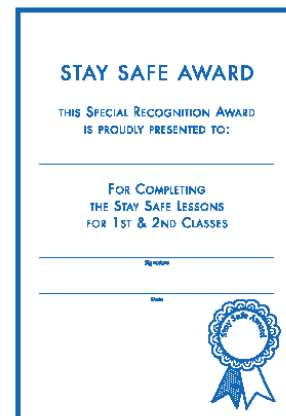 STAY SAFE AWARD
THIS SPECIAL RECOGNITION AWARD
IS PROUDLY PRESENTED TO:
FOR COMPLETING
THE STAY SAFE LESSONS
FOR 1ST & 2ND CLASSES
Signature
Date
Stay Safe Award